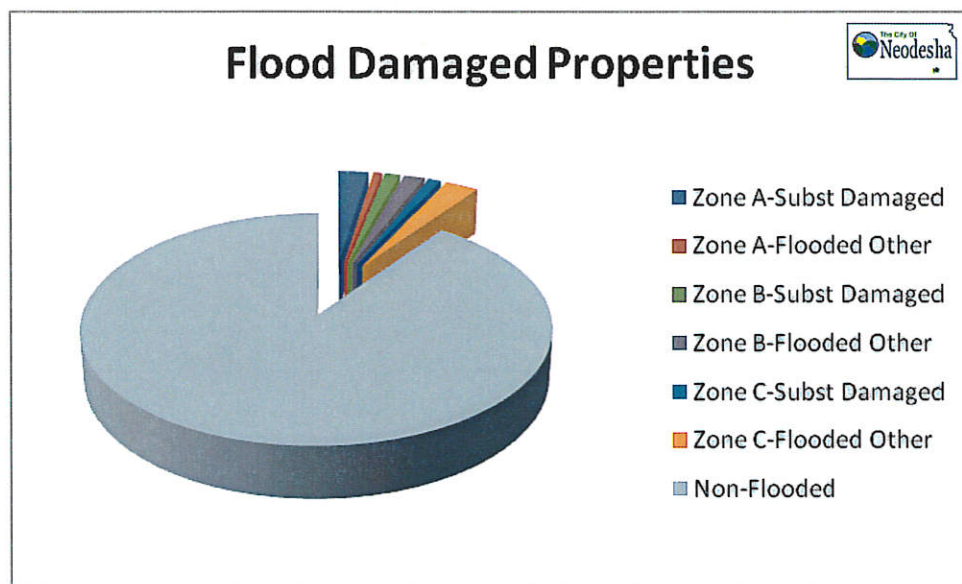 Flood Damaged Properties
The City Of
Neodesha
Zone A-Subst Damaged
Zone A-Flooded Other
Zone B-Subst Damaged
Zone B-Flooded Other
Zone C-Subst Damaged
Zone C-Flooded Other
Non-Flooded